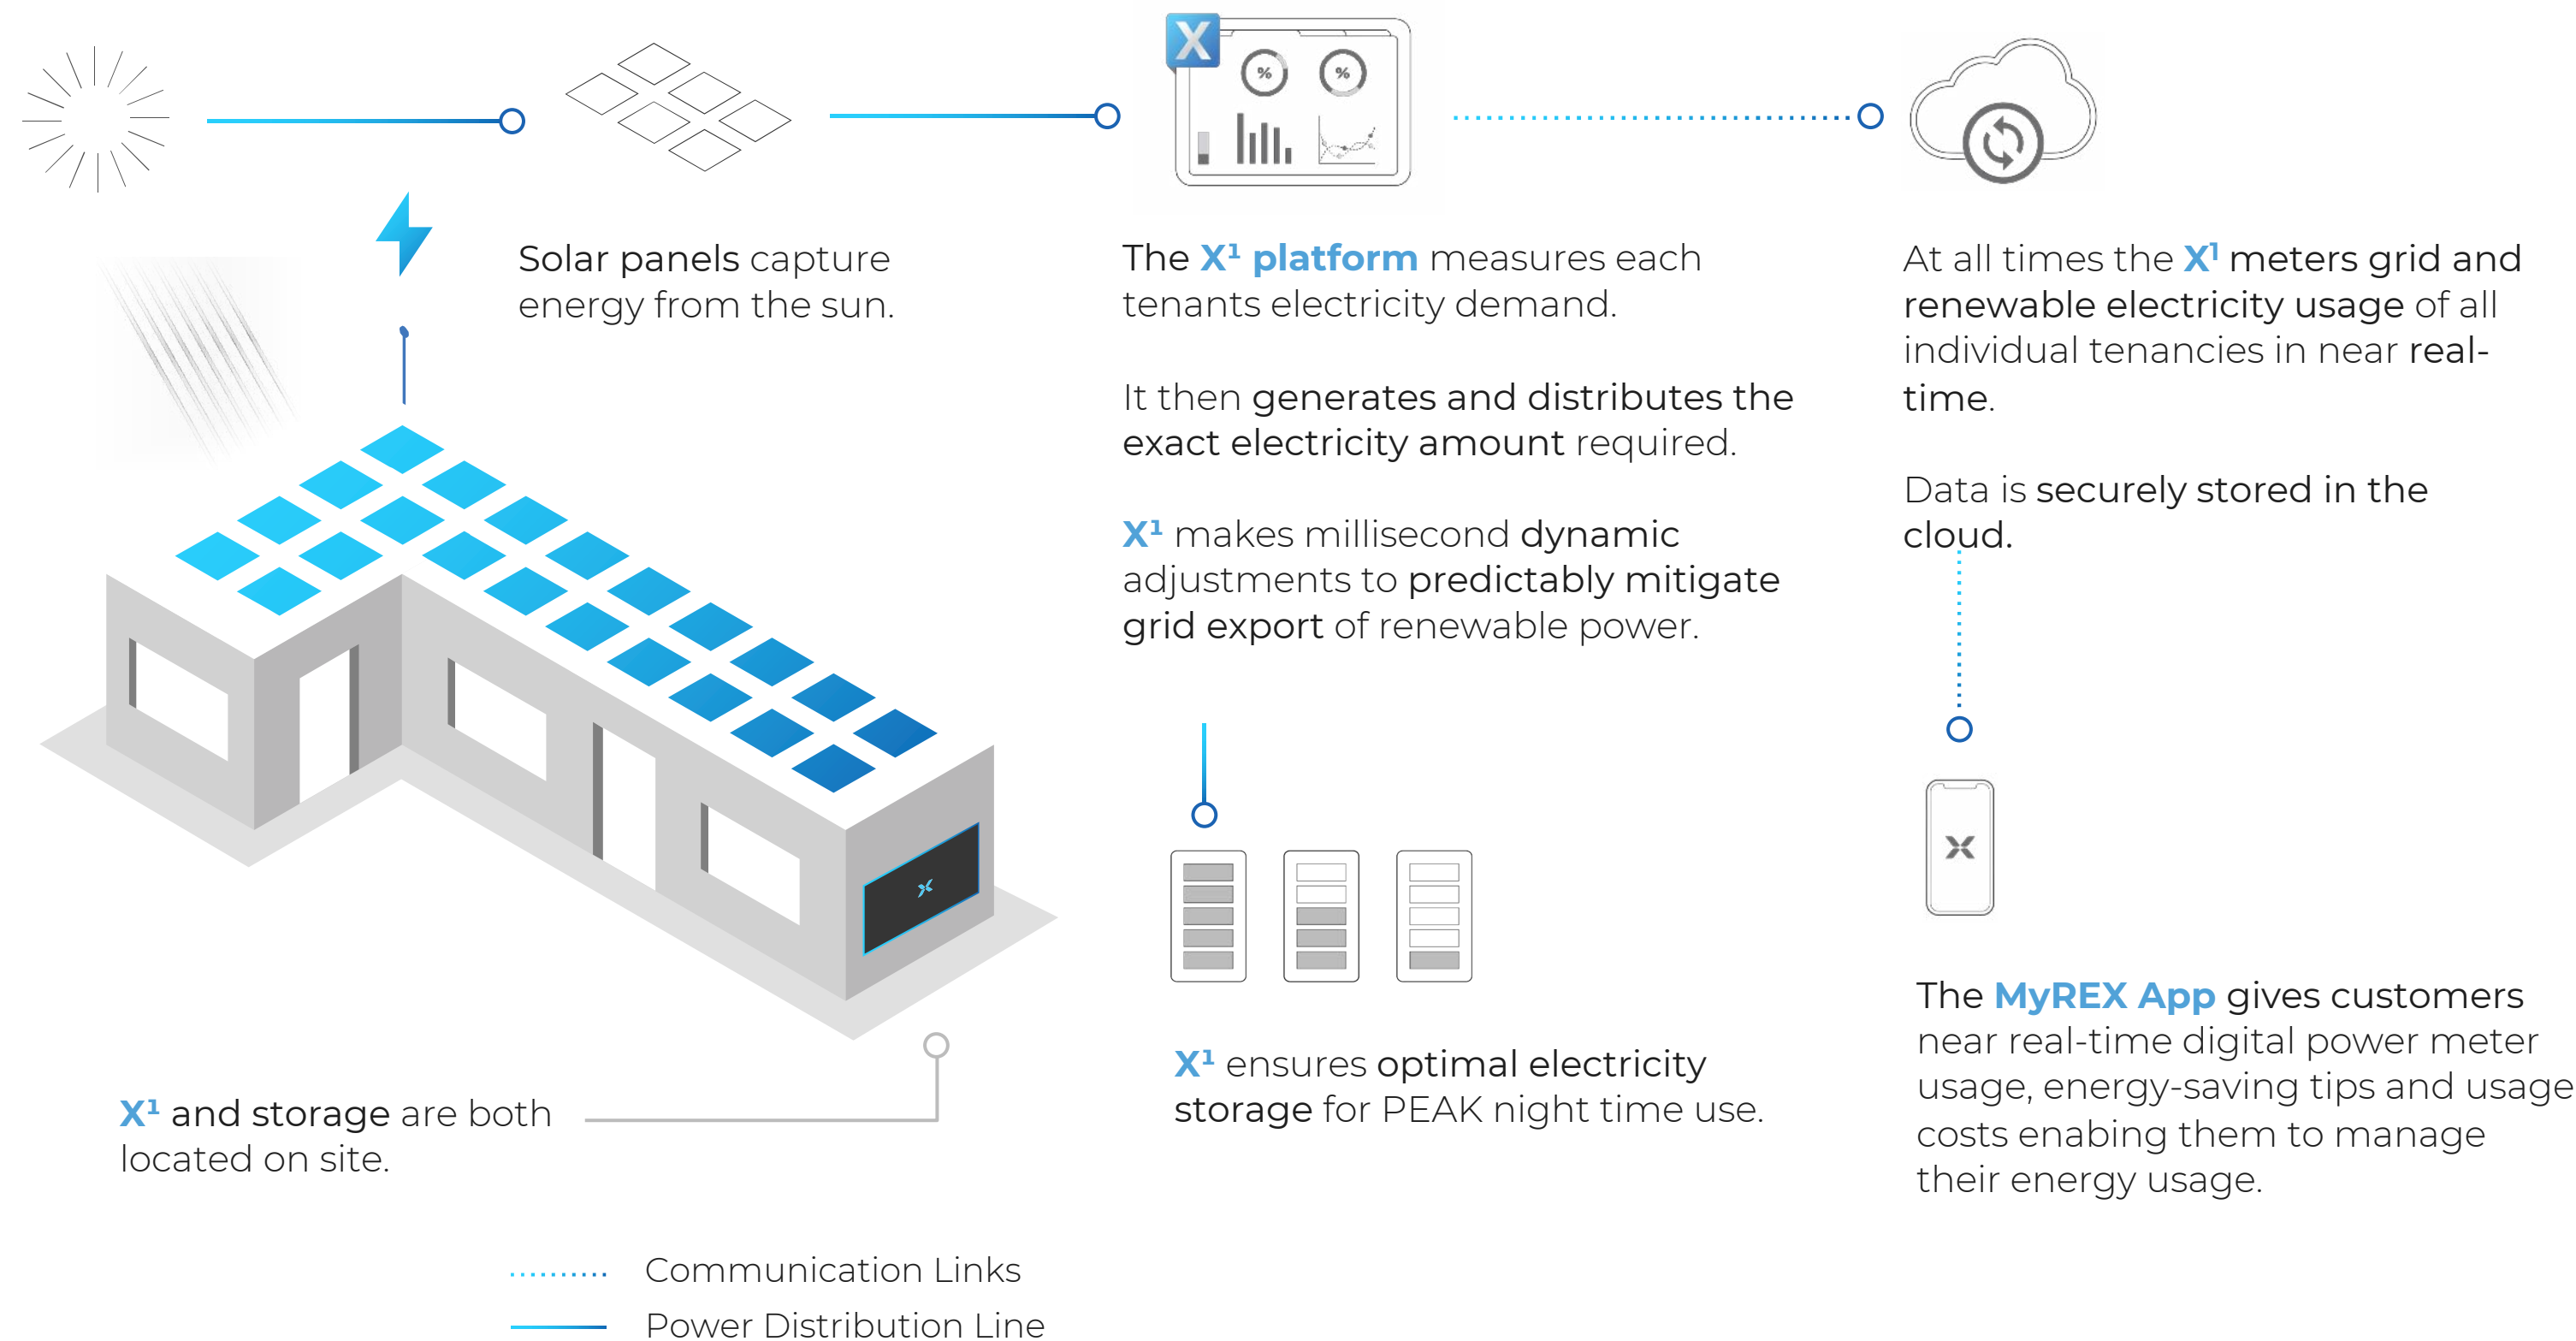 X
%
%
Solar panels capture
energy from the sun.
The X¹ platform measures each
tenants electricity demand.
It then generates and distributes the
exact electricity amount required.
X¹ makes millisecond dynamic
adjustments to predictably mitigate
grid export of renewable power.
At all times the X¹ meters grid and
renewable electricity usage of all
individual tenancies in near real-
time.
Data is securely stored in the
cloud.
X¹ ensures optimal electricity
storage for PEAK night time use.
The MyREX App gives customers
near real-time digital power meter
usage, energy-saving tips and usage
costs enabling them to manage
their energy usage.
X¹ and storage are both
located on site.
Communication Links
Power Distribution Line